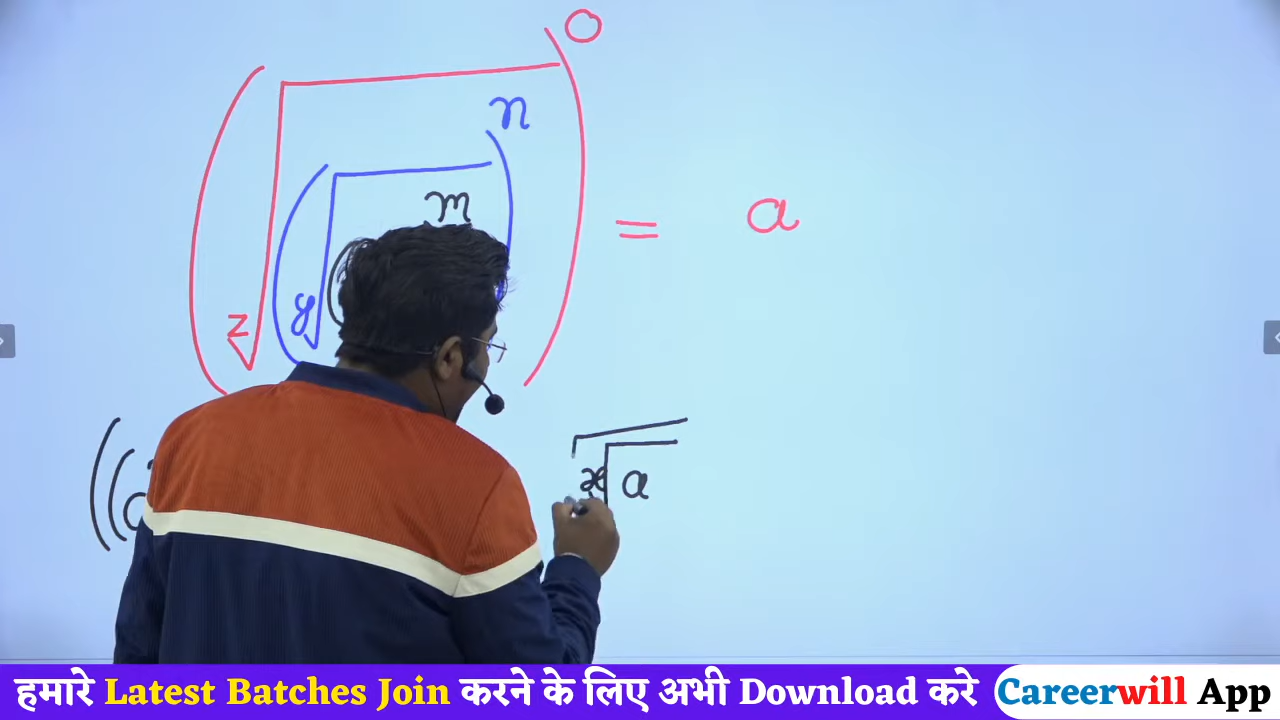 o
n
m
= a
z y
x a
((
हमारे Latest Batches Join करने के लिए अभी Download करे Careerwill App